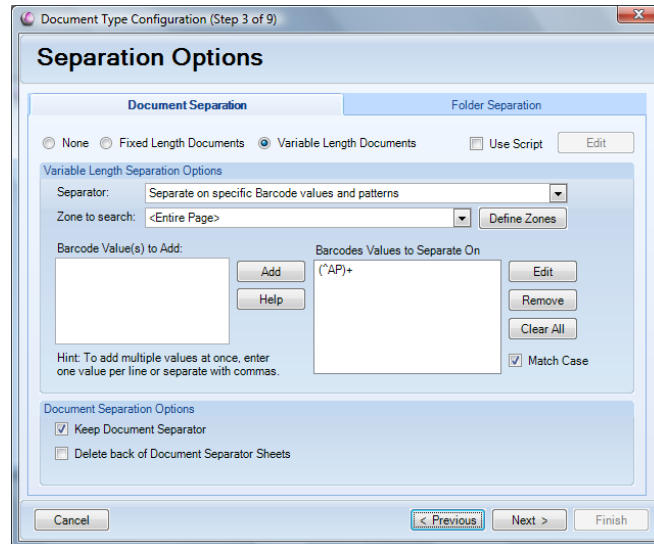 Document Type Configuration (Step 3 of 9)
Separation Options
Document Separation
Folder Separation
None
Fixed Length Documents
Variable Length Documents
Use Script
Edit
Variable Length Separation Options
Separator:
Separate on specific Barcode values and patterns
Zone to search:
<Entire Page>
Define Zones
Barcode Value(s) to Add:
Add
Help
Hint: To add multiple values at once, enter
one value per line or separate with commas.
Barcodes Values to Separate On
(^AP)+
Edit
Remove
Clear All
Match Case
Document Separation Options
Keep Document Separator
Delete back of Document Separator Sheets
Cancel
< Previous
Next >
Finish